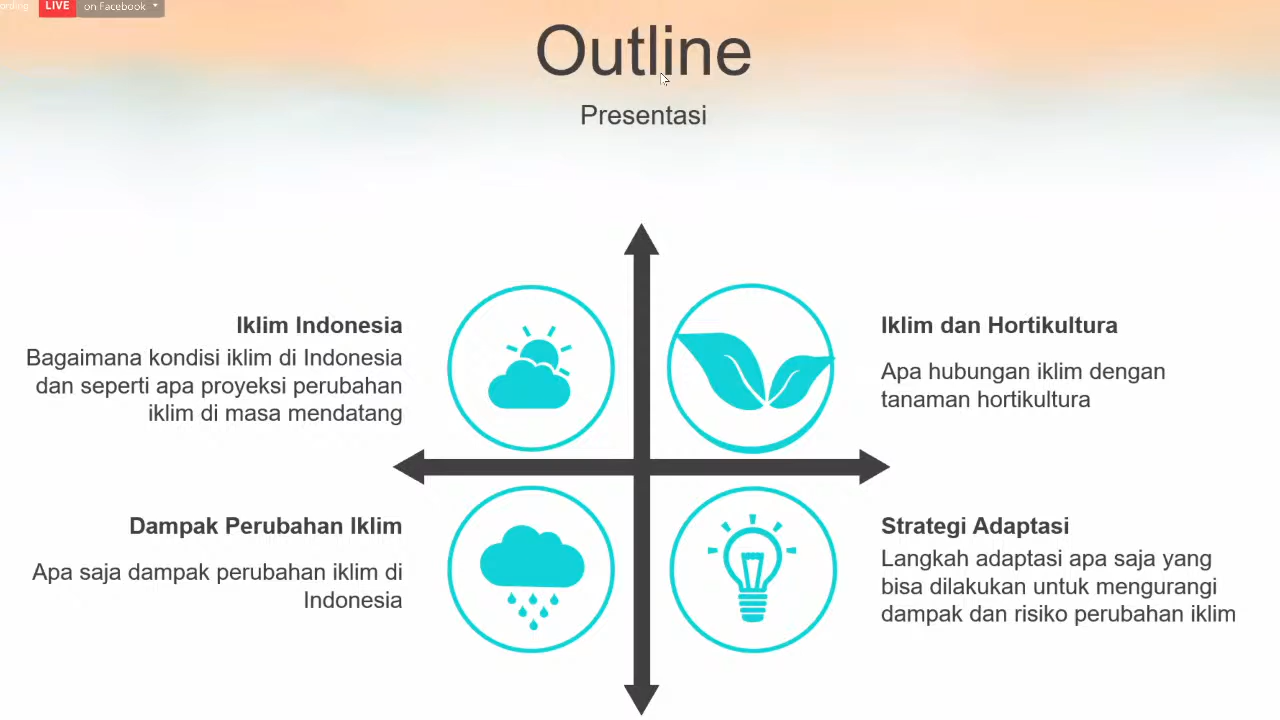 LIVE on Facebook
Outline
Presentasi
Iklim Indonesia
Bagaimana kondisi iklim di Indonesia
dan seperti apa proyeksi perubahan
iklim di masa mendatang
Iklim dan Hortikultura
Apa hubungan iklim dengan
tanaman hortikultura
Dampak Perubahan Iklim
Apa saja dampak perubahan iklim di
Indonesia
Strategi Adaptasi
Langkah adaptasi apa saja yang
bisa dilakukan untuk mengurangi
dampak dan risiko perubahan iklim